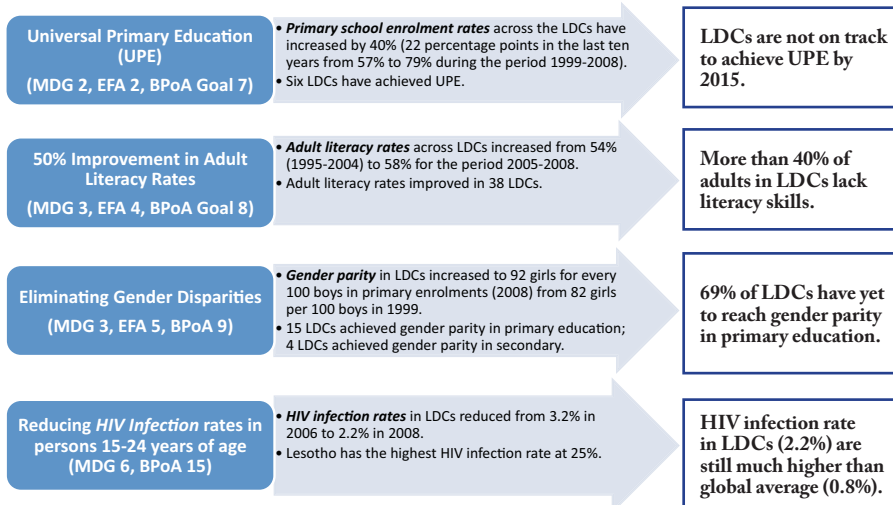 Universal Primary Education
(UPE)
(MDG 2, EFA 2, BPoA Goal 7)
• Primary school enrolment rates across the LDCs have
increased by 40% (22 percentage points in the last ten
years from 57% to 79% during the period 1999-2008).
• Six LDCs have achieved UPE.
LDCs are not on track
to achieve UPE by
2015.
50% Improvement in Adult
Literacy Rates
(MDG 3, EFA 4, BPoA Goal 8)
• Adult literacy rates across LDCs increased from 54%
(1995-2004) to 58% for the period 2005-2008.
• Adult literacy rates improved in 38 LDCs.
More than 40% of
adults in LDCs lack
literacy skills.
Eliminating Gender Disparities
(MDG 3, EFA 5, BPoA 9)
• Gender parity in LDCs increased to 92 girls for every
100 boys in primary enrolments (2008) from 82 girls
per 100 boys in 1999.
• 15 LDCs achieved gender parity in primary education;
4 LDCs achieved gender parity in secondary.
69% of LDCs have yet
to reach gender parity
in primary education.
Reducing HIV Infection rates in
persons 15-24 years of age
(MDG 6, BPoA 15)
• HIV infection rates in LDCs reduced from 3.2% in
2006 to 2.2% in 2008.
• Lesotho has the highest HIV infection rate at 25%.
HIV infection rate
in LDCs (2.2%) are
still much higher than
global average (0.8%).